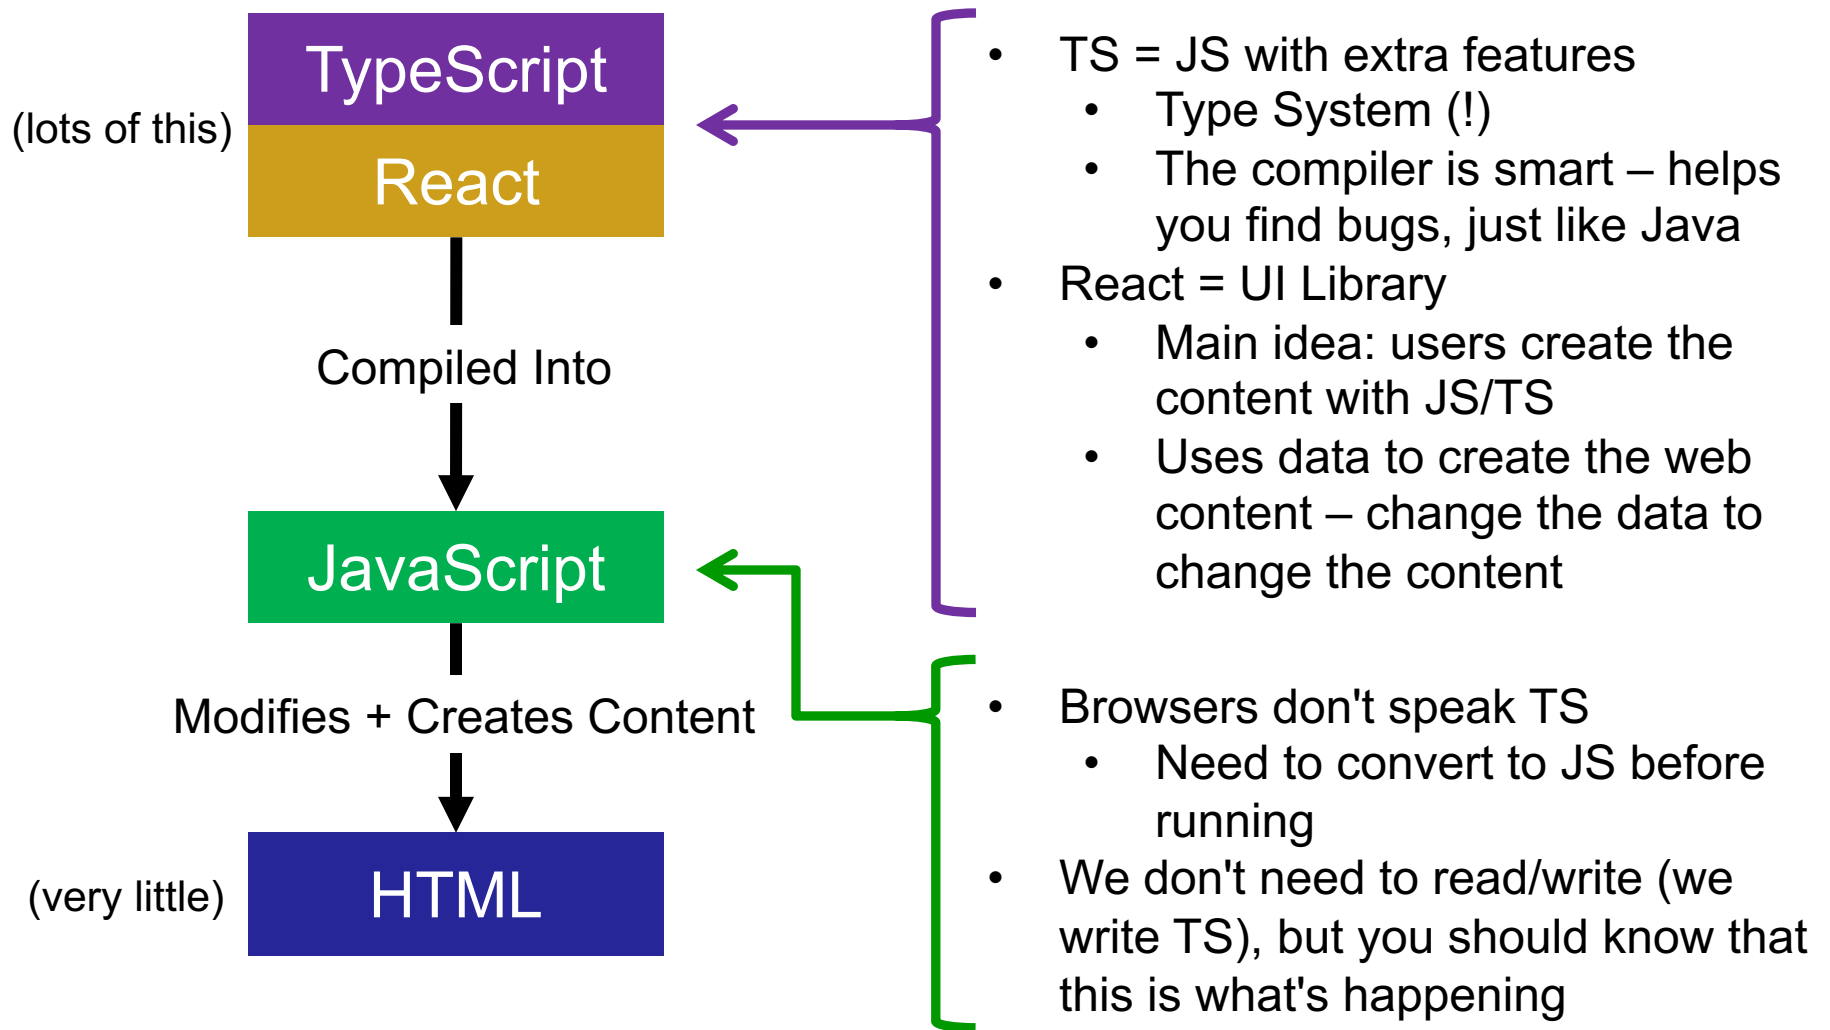 TypeScript
(lots of this)
React
Compiled Into
JavaScript
Modifies + Creates Content
(very little)
HTML
• TS = JS with extra features
• Type System (!)
• The compiler is smart – helps
you find bugs, just like Java
• React = UI Library
• Main idea: users create the
content with JS/TS
• Uses data to create the web
content – change the data to
change the content
• Browsers don't speak TS
• Need to convert to JS before
running
• We don't need to read/write (we
write TS), but you should know that
this is what's happening